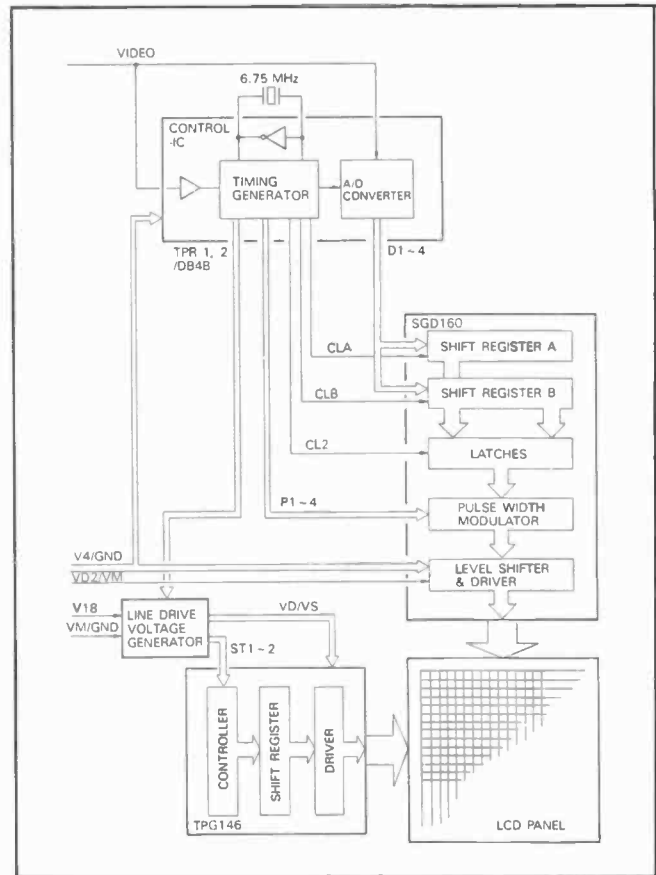 VIDEO
6.75 MHz
CONTROL
-IC
TIMING
GENERATOR
A/D
CONVERTER
TPR 1, 2
/DB4B
D1~4
SGD160
SHIFT REGISTER A
CLA
SHIFT REGISTER B
CLB
CL2
LATCHES
P1~4
PULSE WIDTH
MODULATOR
V4/GND
VD2/VM
LEVEL SHIFTER
& DRIVER
V18
VM/GND
LINE DRIVE
VOLTAGE
GENERATOR
VD/VS
ST1~2
CONTROLLER
SHIFT REGISTER
DRIVER
TPG146
LCD PANEL